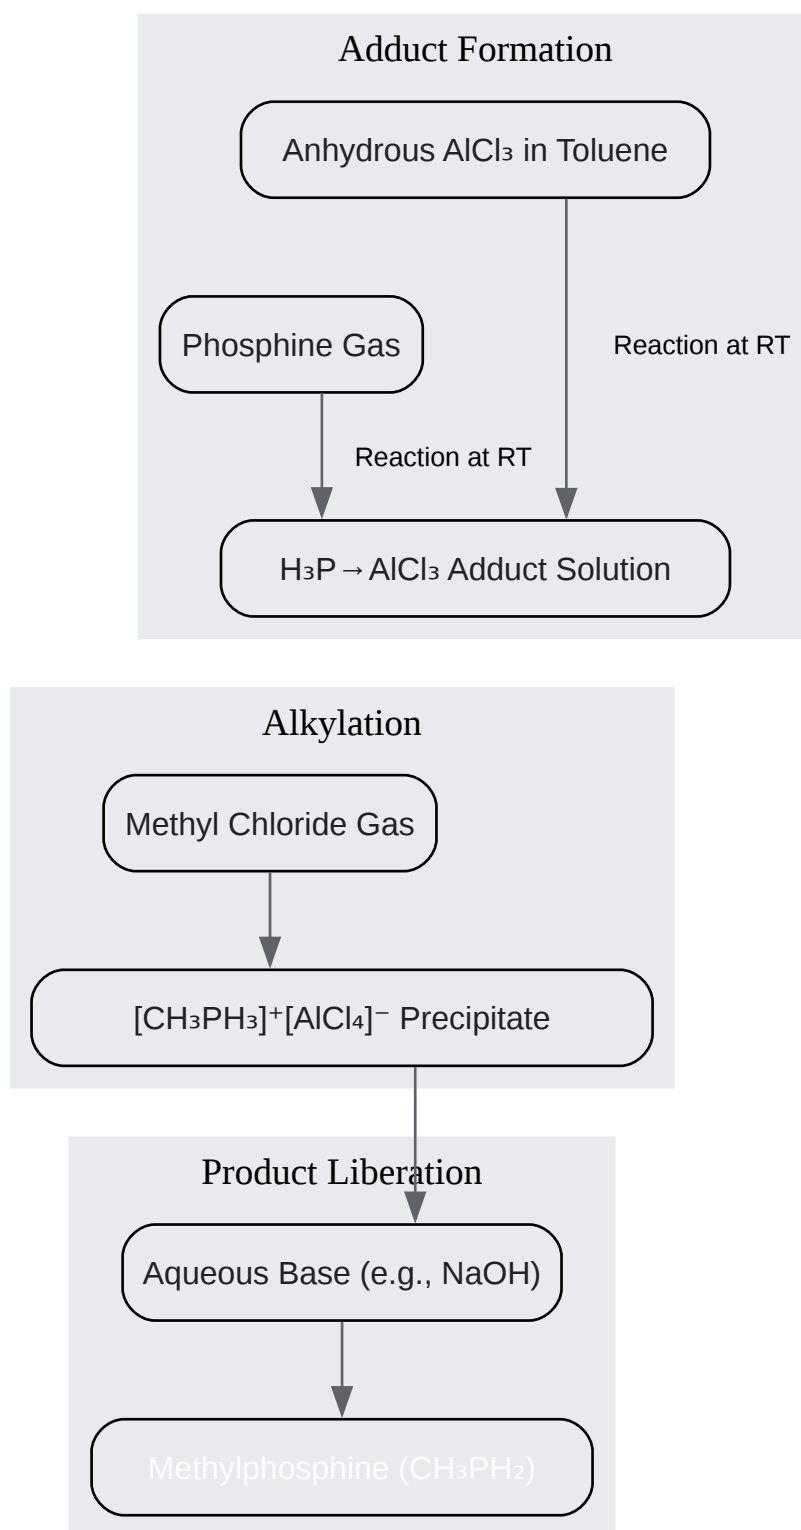 Adduct Formation
Anhydrous AlCl₃ in Toluene
Phosphine Gas
Reaction at RT
Reaction at RT
H₃P→AlCl₃ Adduct Solution
Alkylation
Methyl Chloride Gas
[CH₃PH₃]⁺[AlCl₄]⁻ Precipitate
Product Liberation
Aqueous Base (e.g., NaOH)
Methylphosphine (CH₃PH₂)